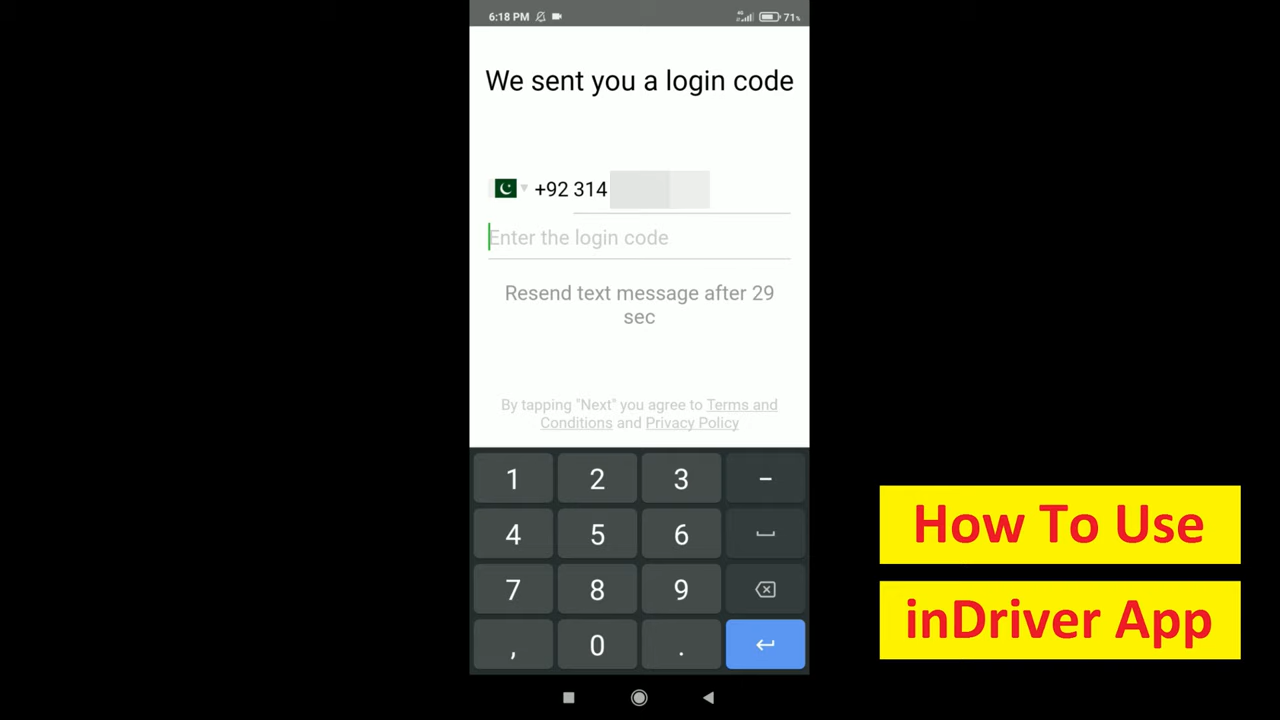 6:18 PM
4G
71%
We sent you a login code
+92 314
Enter the login code
Resend text message after 29
sec
By tapping "Next" you agree to Terms and
Conditions and Privacy Policy
1 2 3 –
4 5 6
7 8 9
, 0 .
How To Use
inDriver App